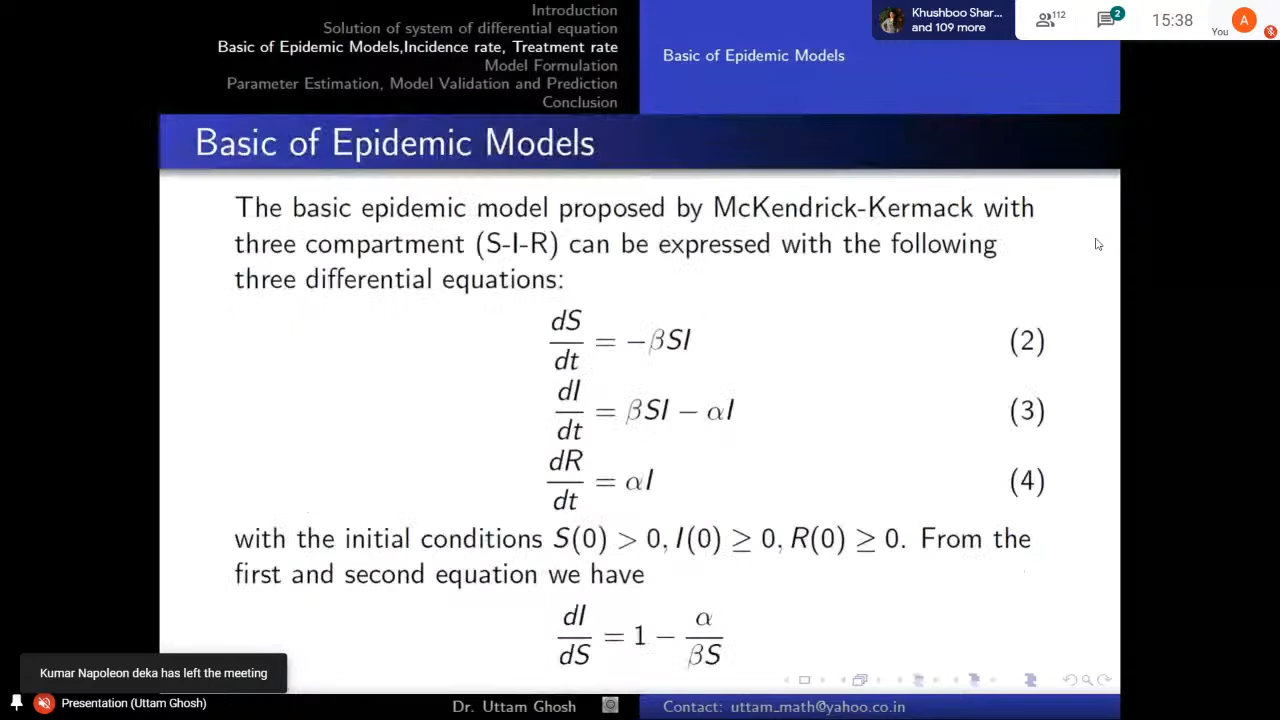 Introduction
Solution of system of differential equation
Basic of Epidemic Models,Incidence rate, Treatment rate
Model Formulation
Parameter Estimation, Model Validation and Prediction
Conclusion
Basic of Epidemic Models
Khushboo Shar...
and 109 more
112
2
15:38
You
A
Basic of Epidemic Models
The basic epidemic model proposed by McKendrick-Kermack with
three compartment (S-I-R) can be expressed with the following
three differential equations:
dS/dt = −βSI (2)
dI/dt = βSI − αI (3)
dR/dt = αI (4)
with the initial conditions S(0) > 0, I(0) ≥ 0, R(0) ≥ 0. From the
first and second equation we have
dI/dS = 1 − α/βS
Kumar Napoleon deka has left the meeting
Presentation (Uttam Ghosh)
Dr. Uttam Ghosh
Contact: uttam_math@yahoo.co.in